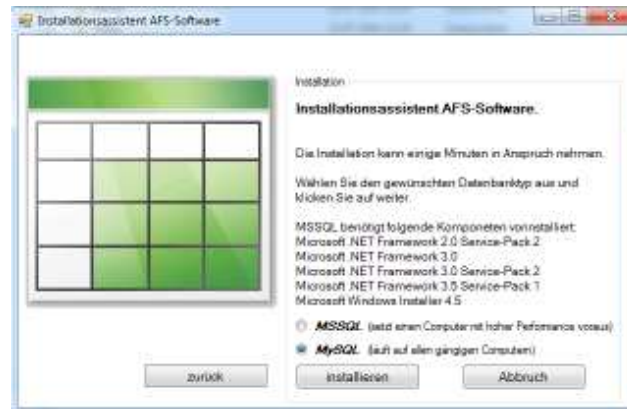 Installationsassistent AFS-Software
Installation
Installationsassistent AFS-Software.
Die Installation kann einige Minuten in Anspruch nehmen.
Wählen Sie den gewünschten Datenbanktyp aus und
klicken Sie auf weiter.
MSSQL benötigt folgende Komponeten vorinstalliert:
Microsoft .NET Framework 2.0 Service-Pack 2
Microsoft .NET Framework 3.0
Microsoft .NET Framework 3.0 Service-Pack 2
Microsoft .NET Framework 3.5 Service-Pack 1
Microsoft Windows Installer 4.5
MSSQL (setzt einen Computer mit hoher Performance voraus)
MySQL (läuft auf allen gängigen Computern)
zurück
installieren
Abbruch